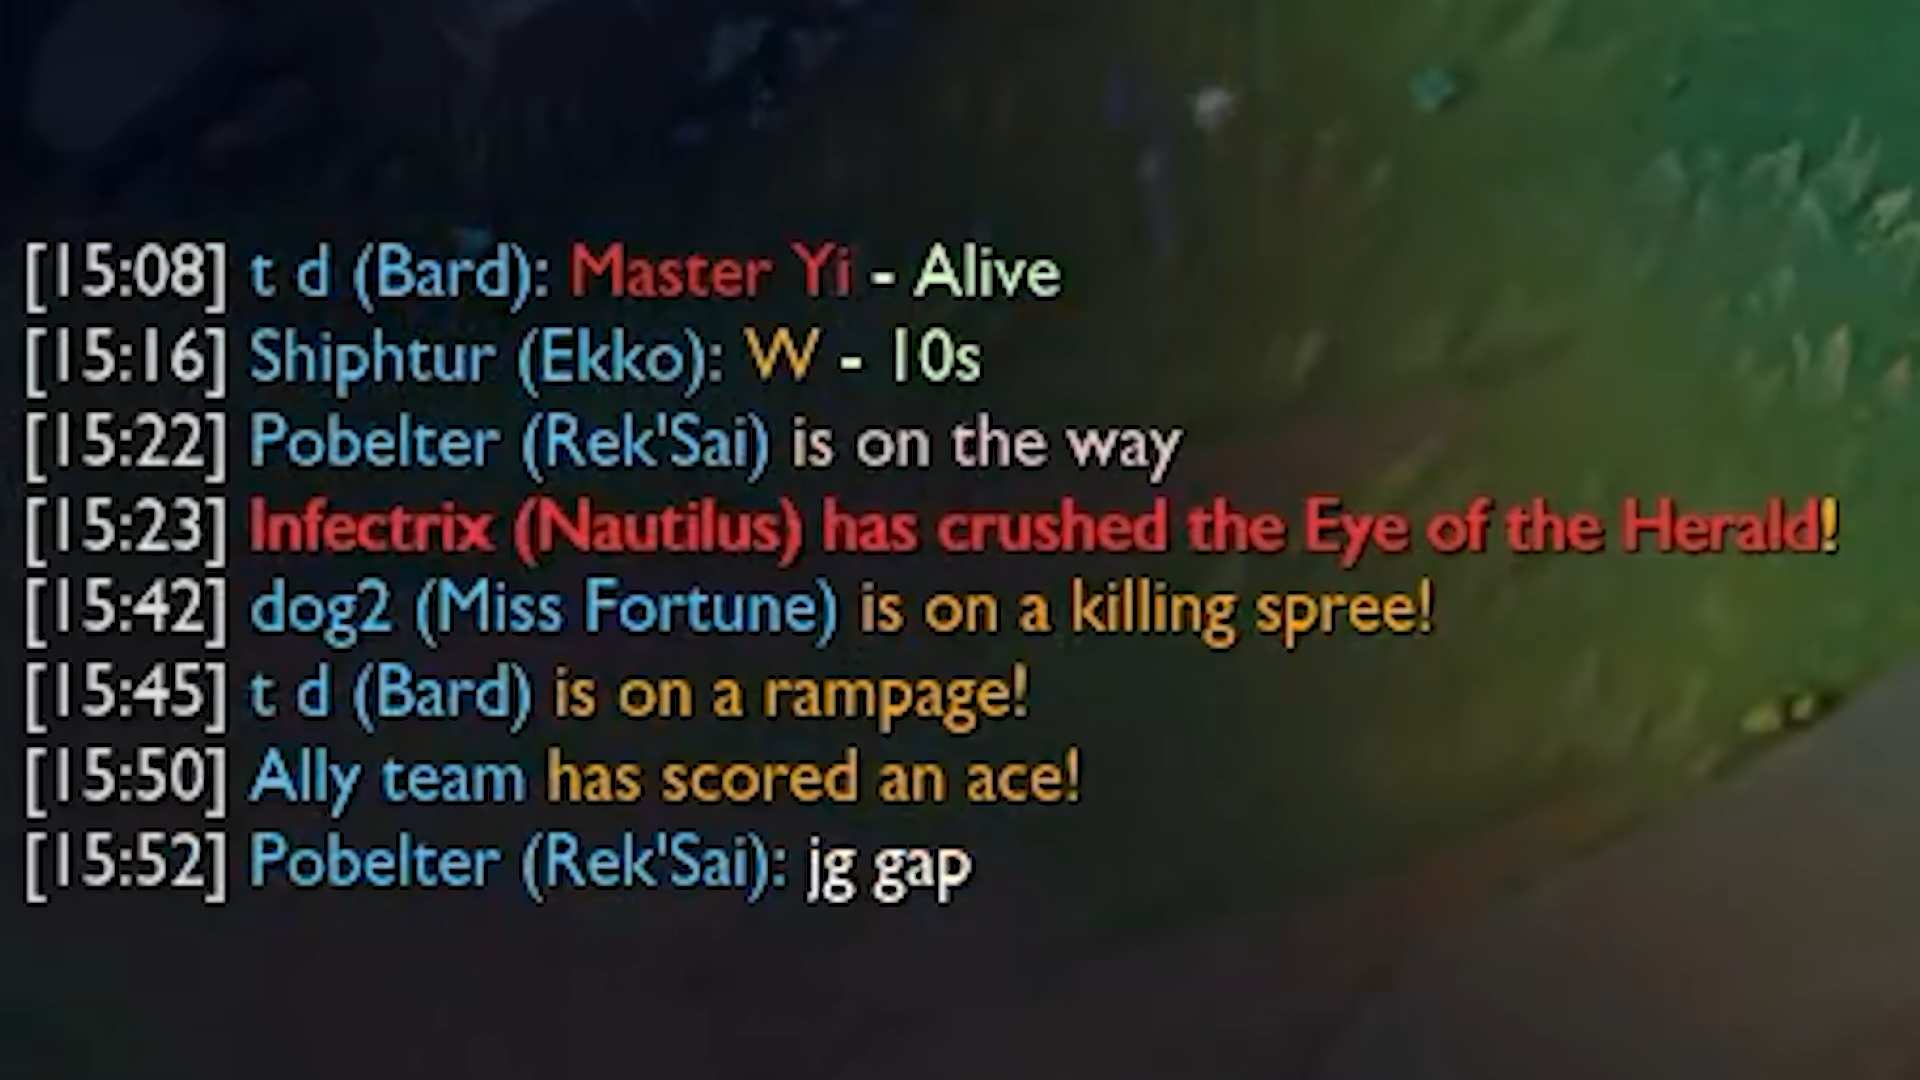 [15:08] t d (Bard): Master Yi - Alive
[15:16] Shiphtur (Ekko): W - 10s
[15:22] Pobelter (Rek'Sai) is on the way
[15:23] Infectrix (Nautilus) has crushed the Eye of the Herald!
[15:42] dog2 (Miss Fortune) is on a killing spree!
[15:45] t d (Bard) is on a rampage!
[15:50] Ally team has scored an ace!
[15:52] Pobelter (Rek'Sai): jg gap